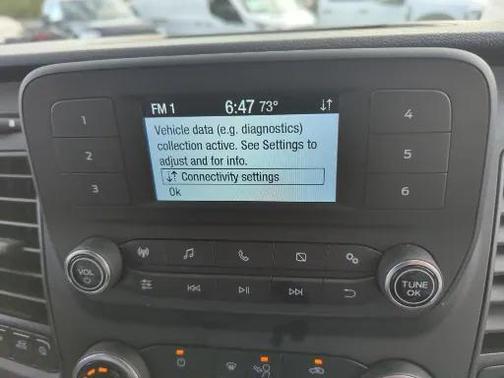 FM 1 6:47 73°
Vehicle data (e.g. diagnostics)
collection active. See Settings to
adjust and for info.
Connectivity settings
Ok
1
2
3
4
5
6
VOL
TUNE
OK